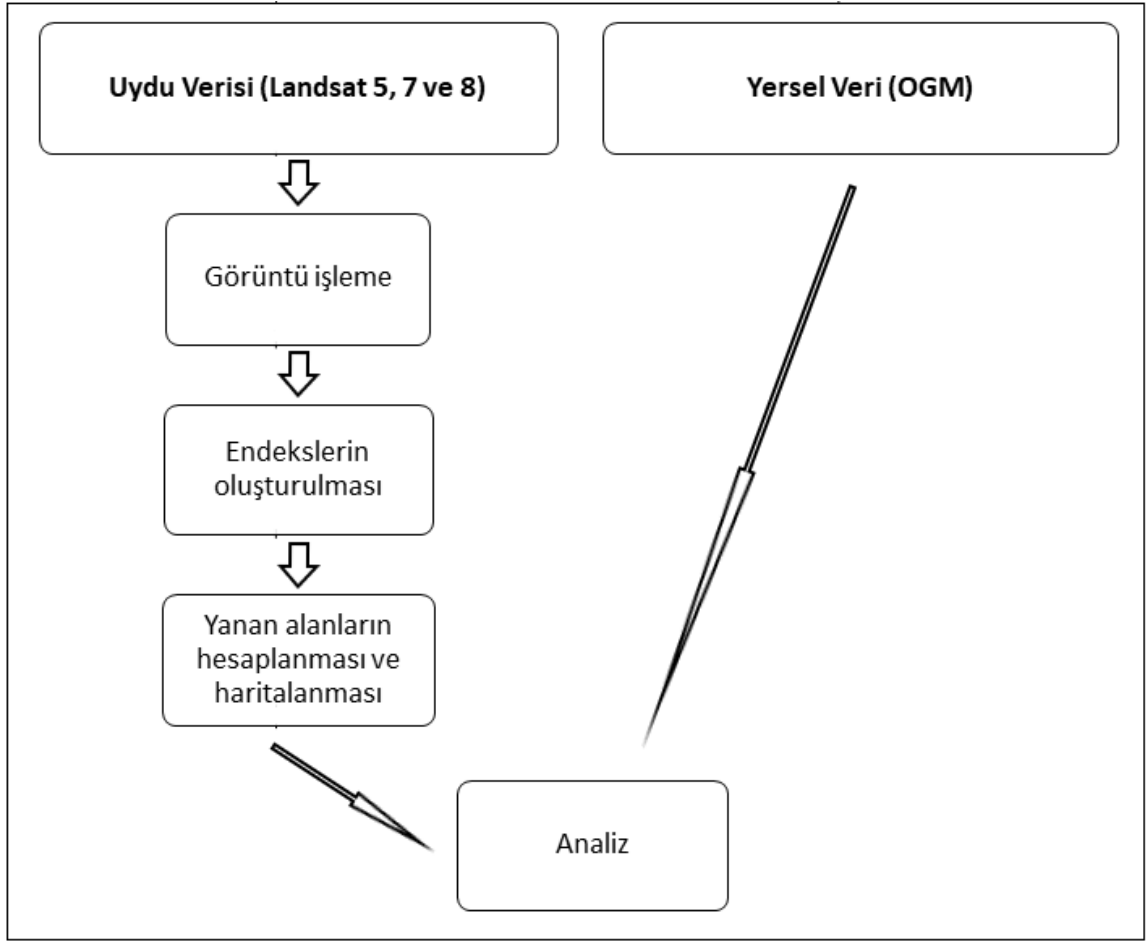 Uydu Verisi (Landsat 5, 7 ve 8)
Yersel Veri (OGM)
Görüntü işleme
Endekslerin
oluşturulması
Yanan alanların
hesaplanması ve
haritalanması
Analiz